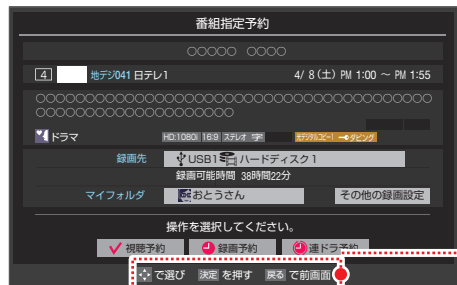 番組指定予約
○○○○○ ○○○○
4 地デジ041 日テレ1 4/ 8(土) PM 1:00 ～ PM 1:55
○○○○○○○○○○○○○○○○○○○○○○○○○○○○○○○○○○○○
○○○○○○○○○○○○○○○○○○
ドラマ HD:1080i 16:9 ステレオ 字 デジタルコピー ダビング
録画先 USB1 ハードディスク1
録画可能時間 38時間22分
マイフォルダ おとうさん その他の録画設定
操作を選択してください。
視聴予約 録画予約 連ドラ予約
で選び 決定 を押す 戻る で前画面